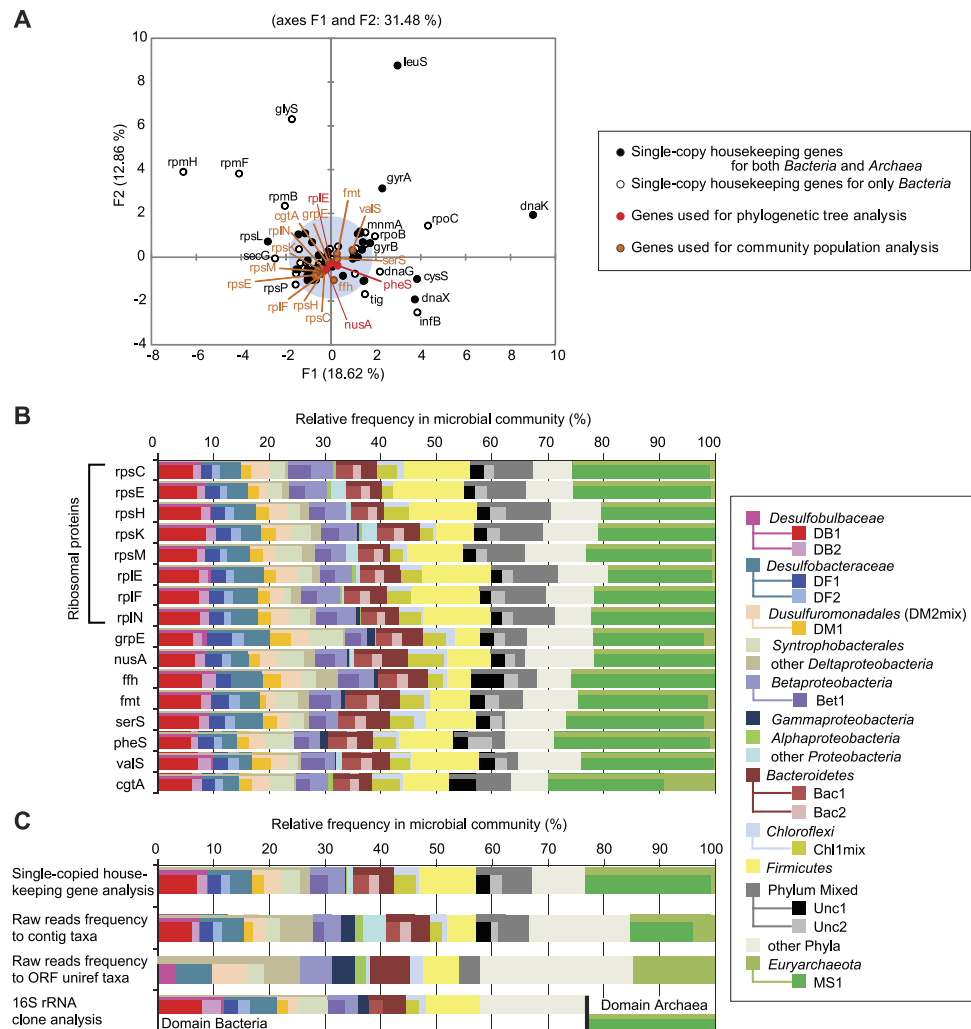 A
(axes F1 and F2: 31.48 %)
10
8
6
4
2
0
-2
-4
-8
-6
-4
-2
0
2
4
6
8
10
F2 (12.86 %)
F1 (18.62 %)
leuS
glyS
rpmH
rpmF
gyrA
fmt
rplE
dnaK
rpmB
valS
cgtA
grpE
mnmA
rpoC
rplN
rpoB
rpsL
rpsK
gyrB
secG
serS
rpsM
dnaG
cysS
rpsE
pheS
rpsP
ffh
dnaX
rplF
rpsH
tig
rpsC
infB
nusA
Single-copy housekeeping genes
for both Bacteria and Archaea
Single-copy housekeeping genes for only Bacteria
Genes used for phylogenetic tree analysis
Genes used for community population analysis
B
Relative frequency in microbial community (%)
0 10 20 30 40 50 60 70 80 90 100
Ribosomal proteins
rpsC
rpsE
rpsH
rpsK
rpsM
rplE
rplF
rplN
grpE
nusA
ffh
fmt
serS
pheS
valS
cgtA
C
Relative frequency in microbial community (%)
0 10 20 30 40 50 60 70 80 90 100
Single-copied house-
keeping gene analysis
Raw reads frequency
to contig taxa
Raw reads frequency
to ORF uniref taxa
16S rRNA
clone analysis
Domain Bacteria
Domain Archaea
Desulfobulbaceae
DB1
DB2
Desulfobacteraceae
DF1
DF2
Dusulfuromonadales (DM2mix)
DM1
Syntrophobacterales
other Deltaproteobacteria
Betaproteobacteria
Bet1
Gammaproteobacteria
Alphaproteobacteria
other Proteobacteria
Bacteroidetes
Bac1
Bac2
Chloroflexi
Chl1mix
Firmicutes
Phylum Mixed
Unc1
Unc2
other Phyla
Euryarchaeota
MS1